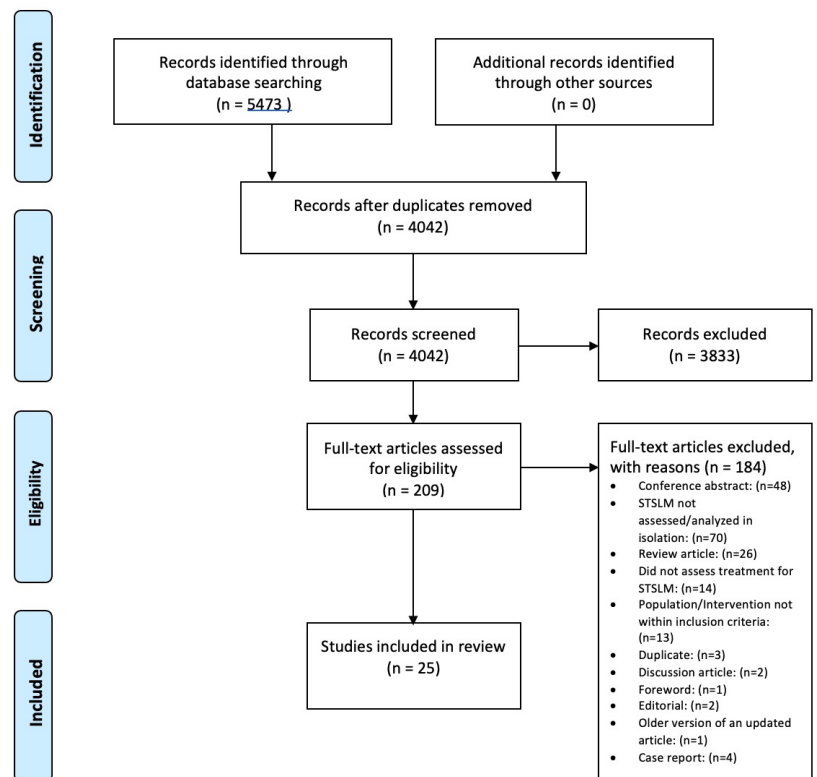 Identification
Records identified through
database searching
(n = 5473 )
Additional records identified
through other sources
(n = 0)
Records after duplicates removed
(n = 4042)
Screening
Records screened
(n = 4042)
Records excluded
(n = 3833)
Eligibility
Full-text articles assessed
for eligibility
(n = 209)
Full-text articles excluded,
with reasons (n = 184)
• Conference abstract: (n=48)
• STSLM not
assessed/analyzed in
isolation: (n=70)
• Review article: (n=26)
• Did not assess treatment for
STSLM: (n=14)
• Population/Intervention not
within inclusion criteria:
(n=13)
• Duplicate: (n=3)
• Discussion article: (n=2)
• Foreword: (n=1)
• Editorial: (n=2)
• Older version of an updated
article: (n=1)
• Case report: (n=4)
Included
Studies included in review
(n = 25)